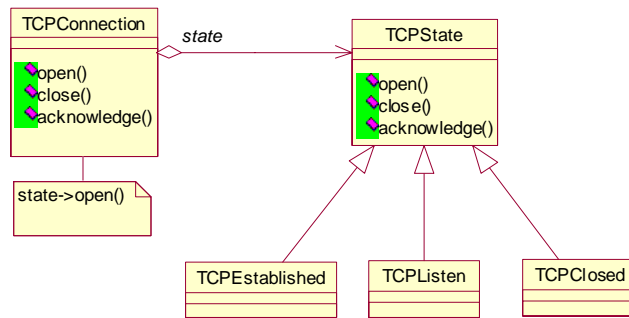 TCPConnection
open()
close()
acknowledge()
state
TCPState
open()
close()
acknowledge()
state->open()
TCPEstablished
TCPListen
TCPClosed